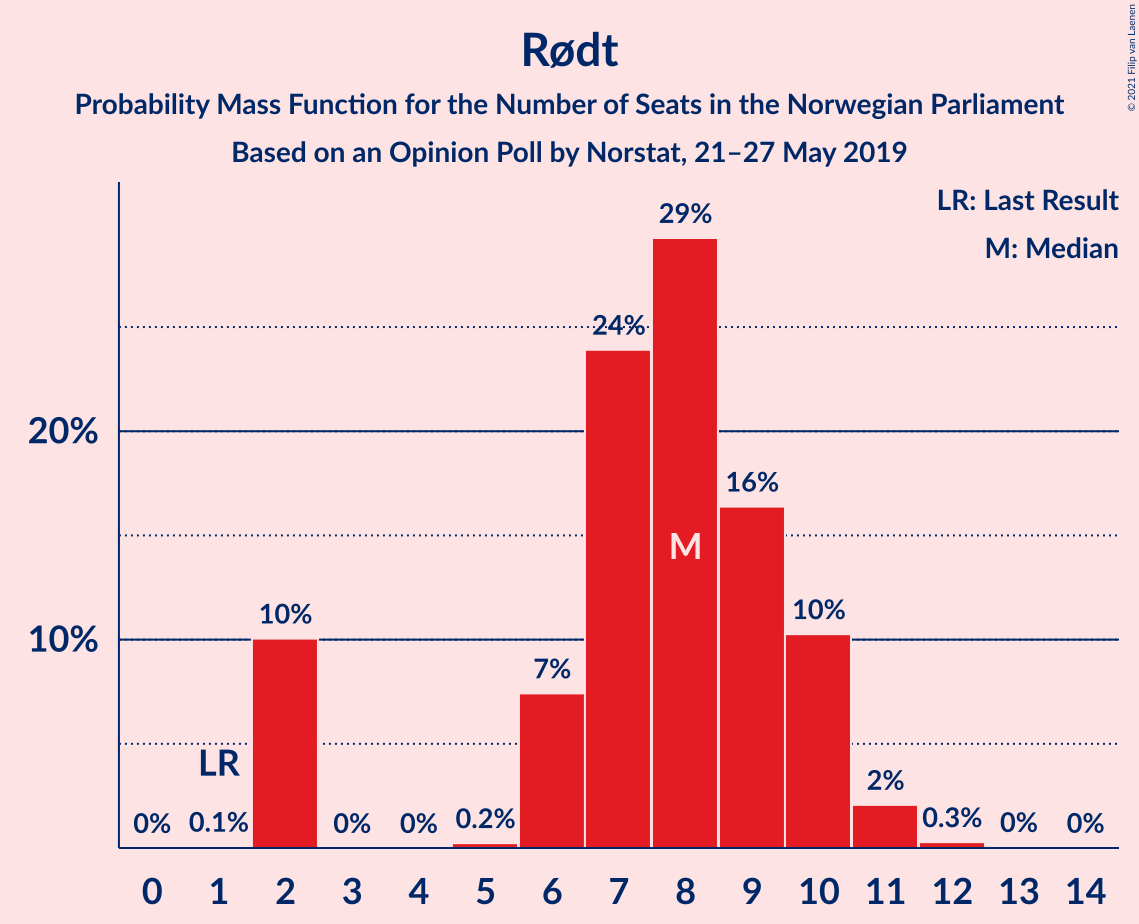 Rødt
Probability Mass Function for the Number of Seats in the Norwegian Parliament
Based on an Opinion Poll by Norstat, 21–27 May 2019
© 2021 Filip van Laenen
LR: Last Result
M: Median
20%
10%
0%
0.1%
LR
10%
0%
0%
0.2%
7%
24%
29%
M
16%
10%
2%
0.3%
0%
0%
0 1 2 3 4 5 6 7 8 9 10 11 12 13 14